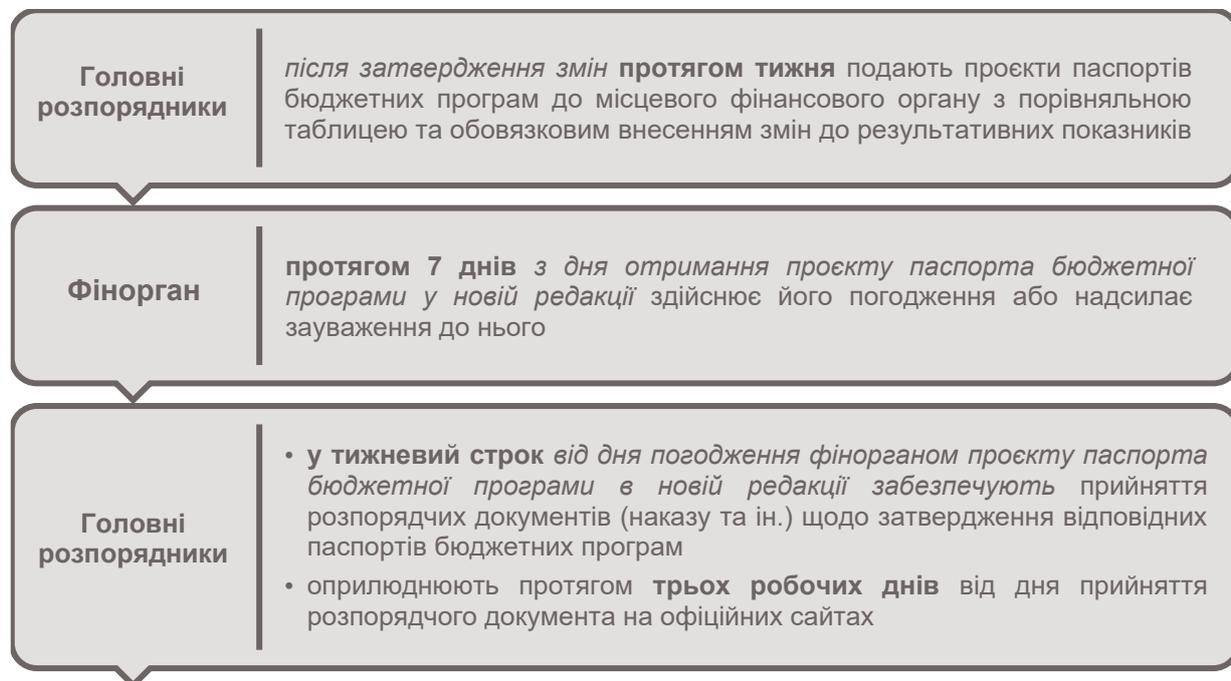 Головні
розпорядники
після затвердження змін протягом тижня подають проєкти паспортів
бюджетних програм до місцевого фінансового органу з порівняльною
таблицею та обовязковим внесенням змін до результативних показників
Фінорган
протягом 7 днів з дня отримання проєкту паспорта бюджетної
програми у новій редакції здійснює його погодження або надсилає
зауваження до нього
Головні
розпорядники
• у тижневий строк від дня погодження фінорганом проєкту паспорта
бюджетної програми в новій редакції забезпечують прийняття
розпорядчих документів (наказу та ін.) щодо затвердження відповідних
паспортів бюджетних програм
• оприлюднюють протягом трьох робочих днів від дня прийняття
розпорядчого документа на офіційних сайтах